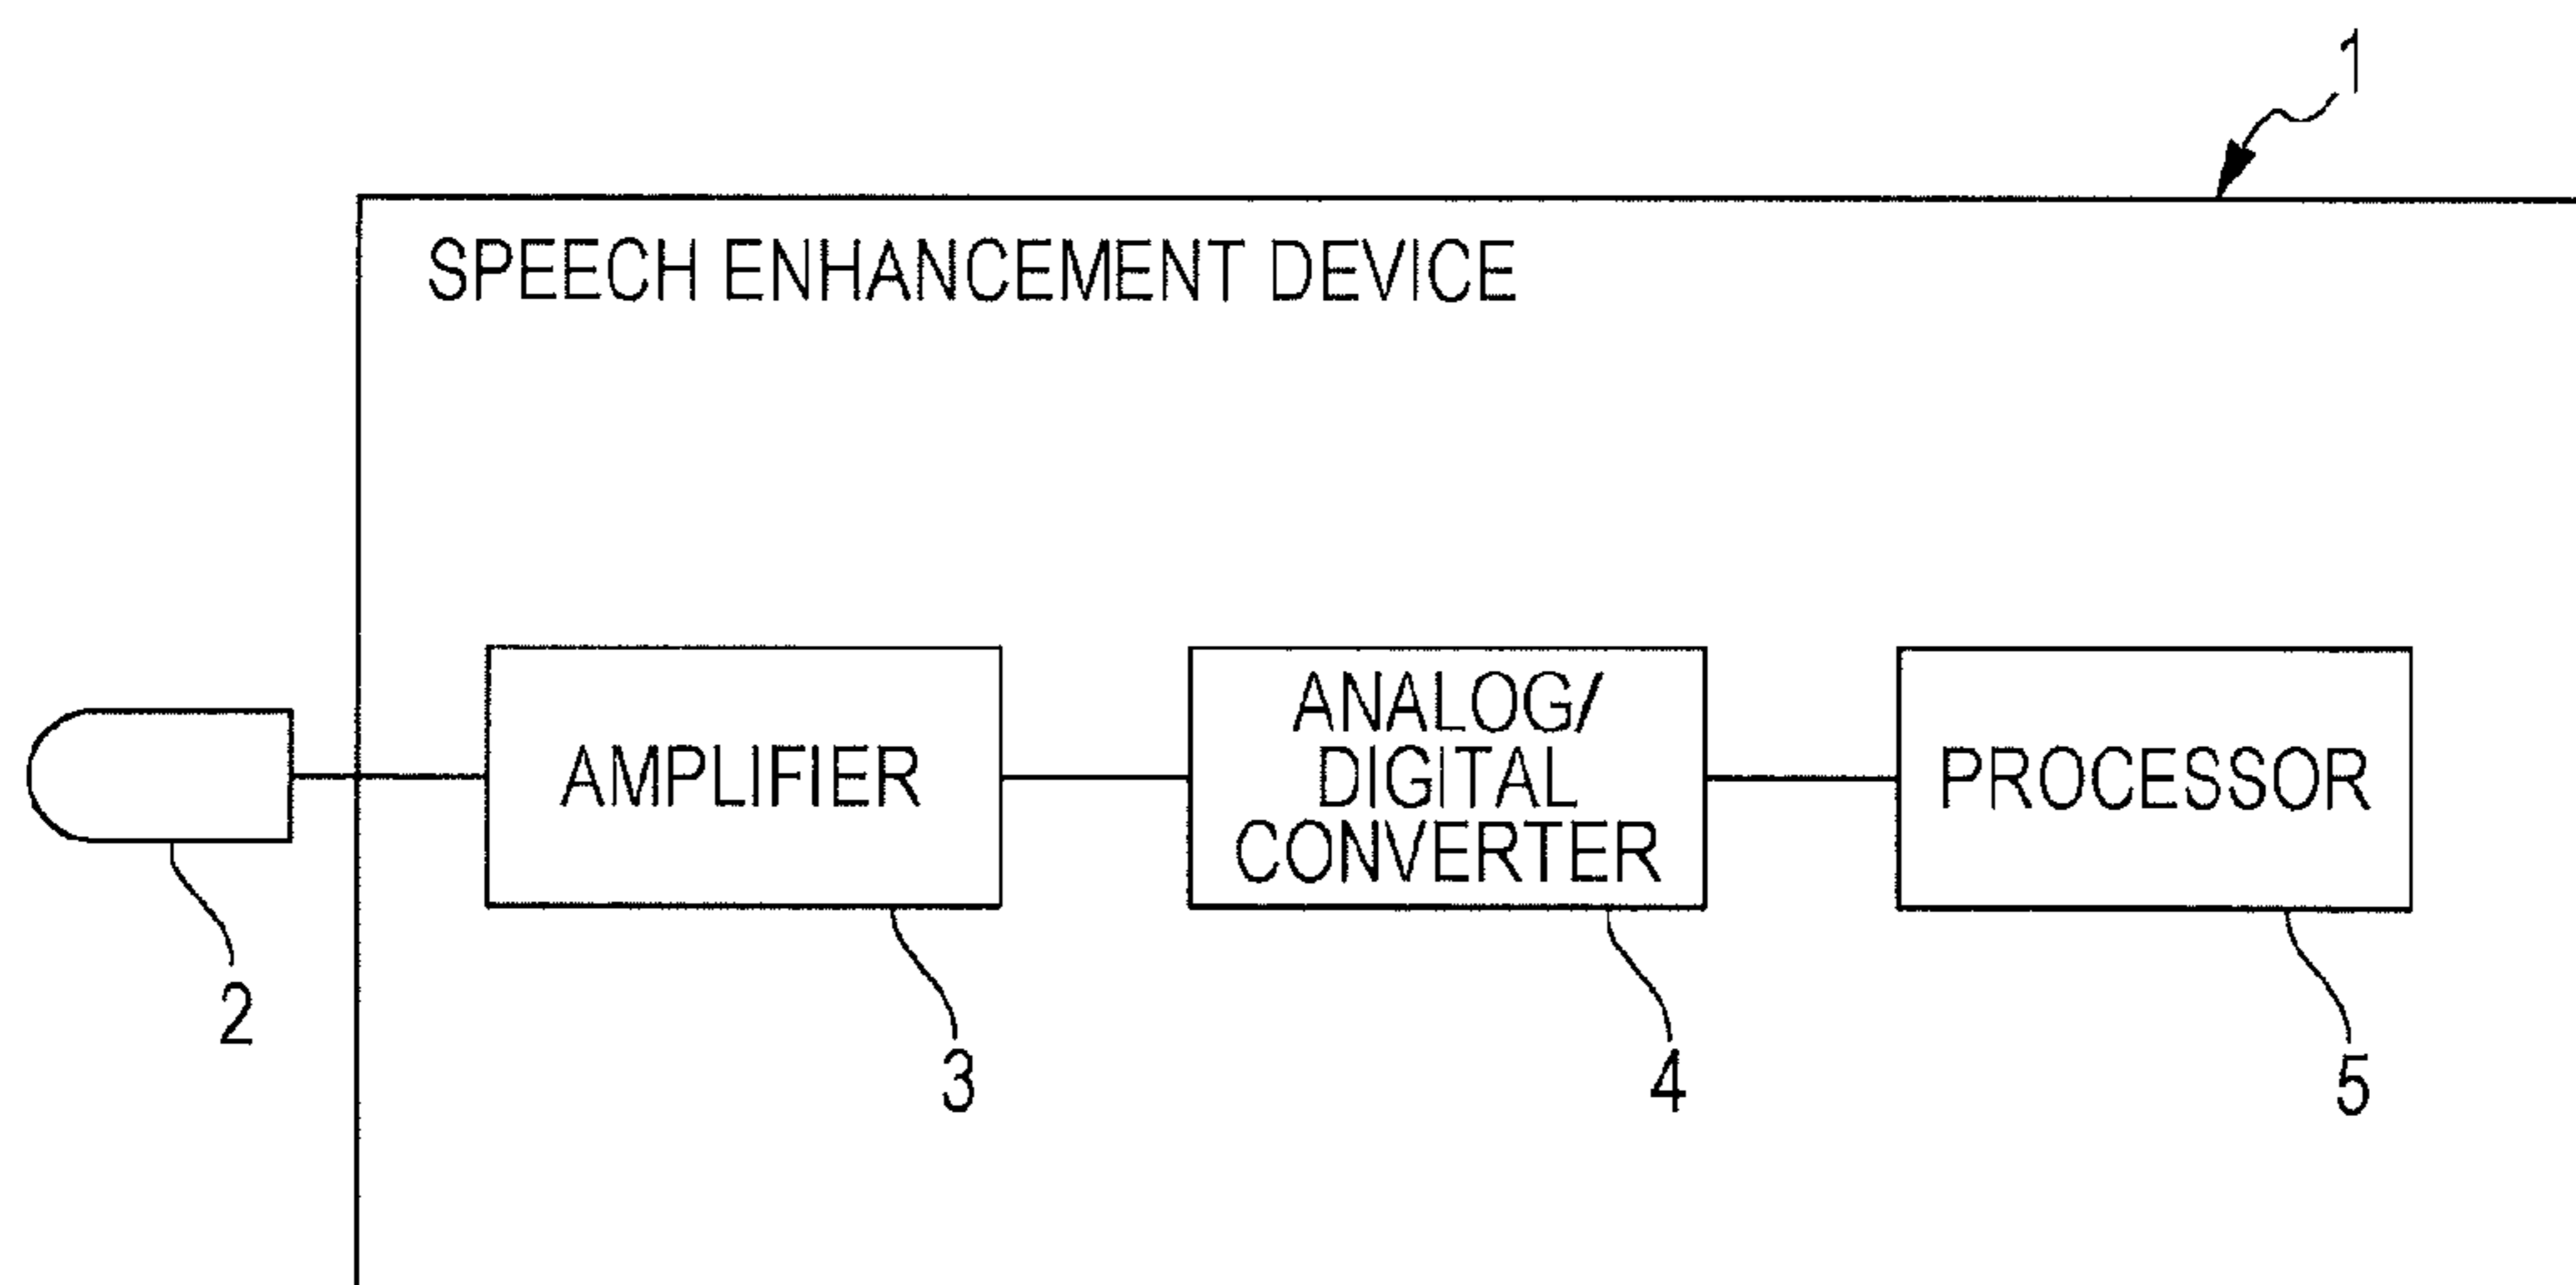 1
SPEECH ENHANCEMENT DEVICE
AMPLIFIER
ANALOG/
DIGITAL
CONVERTER
PROCESSOR
2
3
4
5